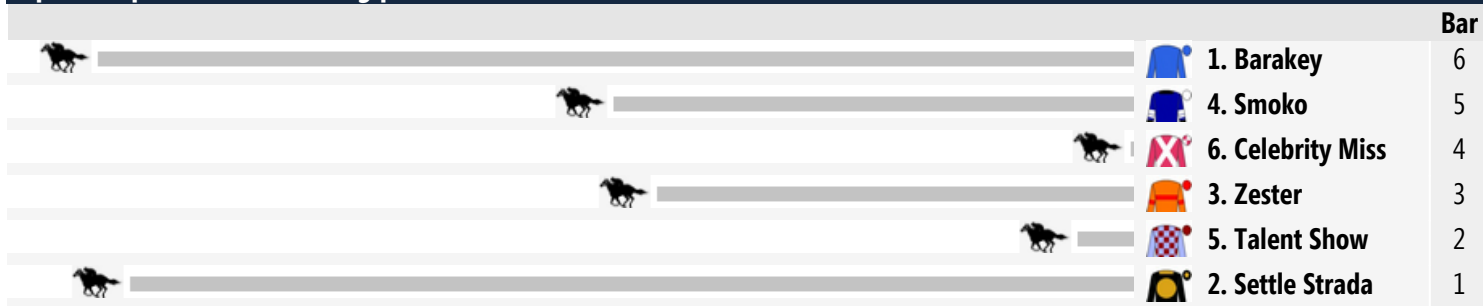 Bar
1. Barakey 6
4. Smoko 5
6. Celebrity Miss 4
3. Zester 3
5. Talent Show 2
2. Settle Strada 1